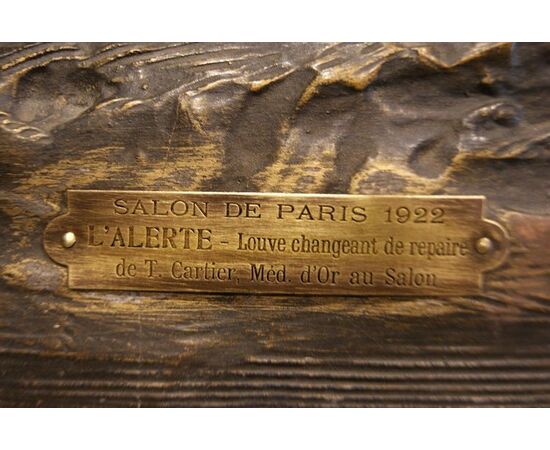 SALON DE PARIS 1922
L'ALERTE - Louve changeant de repaire
de T. Cartier, Méd. d'Or au Salon